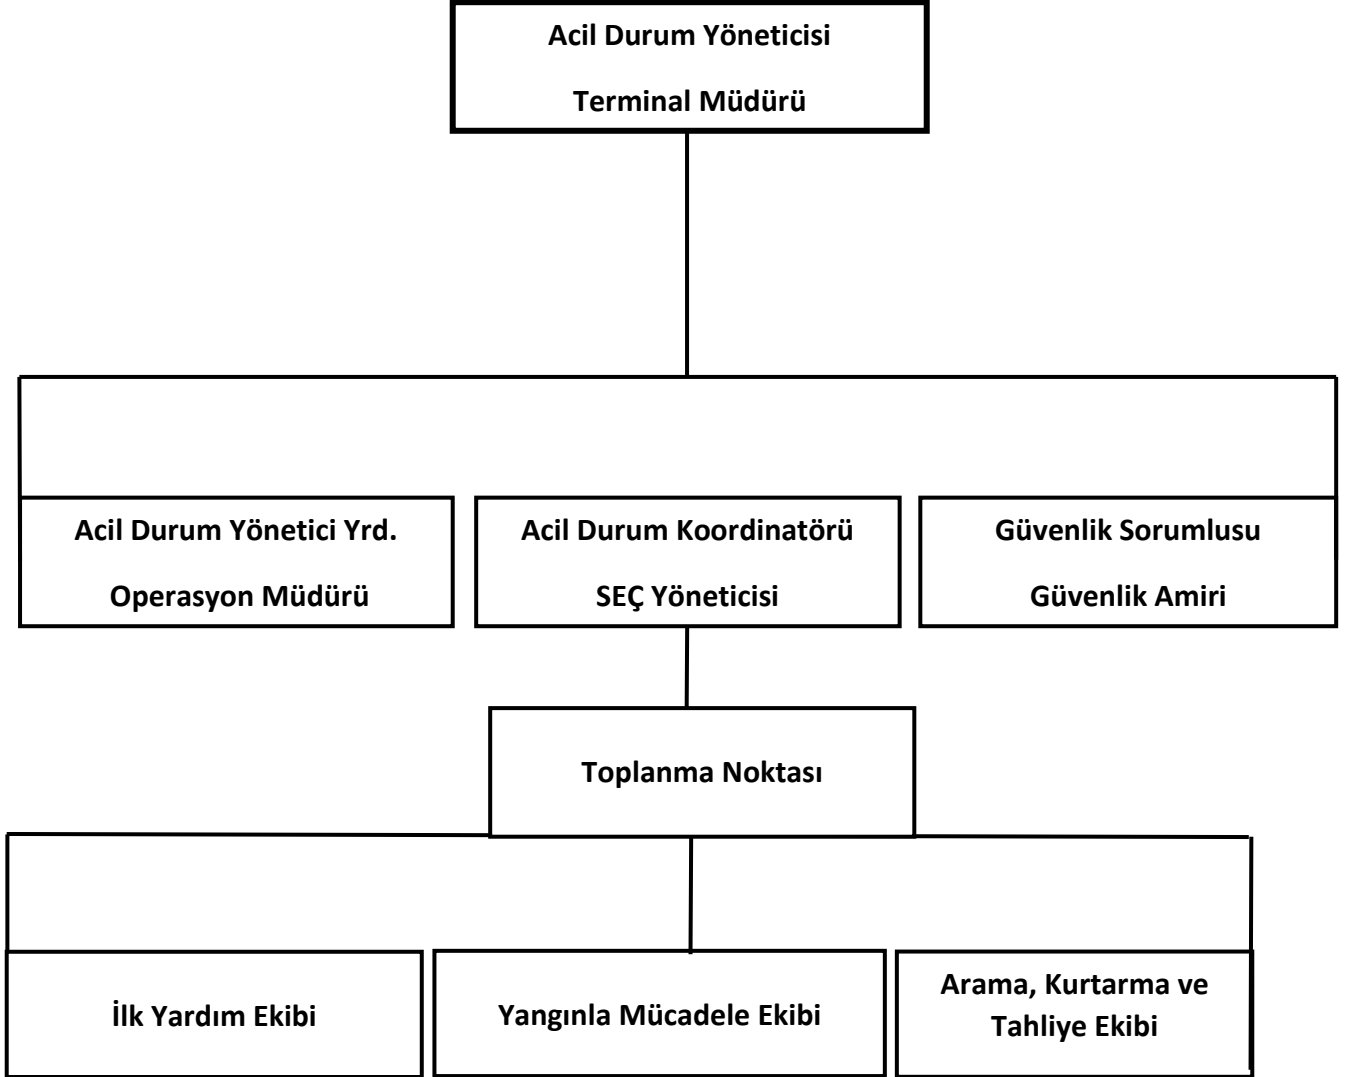 Acil Durum Yöneticisi
Terminal Müdürü
Acil Durum Yönetici Yrd.
Operasyon Müdürü
Acil Durum Koordinatörü
SEÇ Yöneticisi
Güvenlik Sorumlusu
Güvenlik Amiri
Toplanma Noktası
İlk Yardım Ekibi
Yangınla Mücadele Ekibi
Arama, Kurtarma ve
Tahliye Ekibi